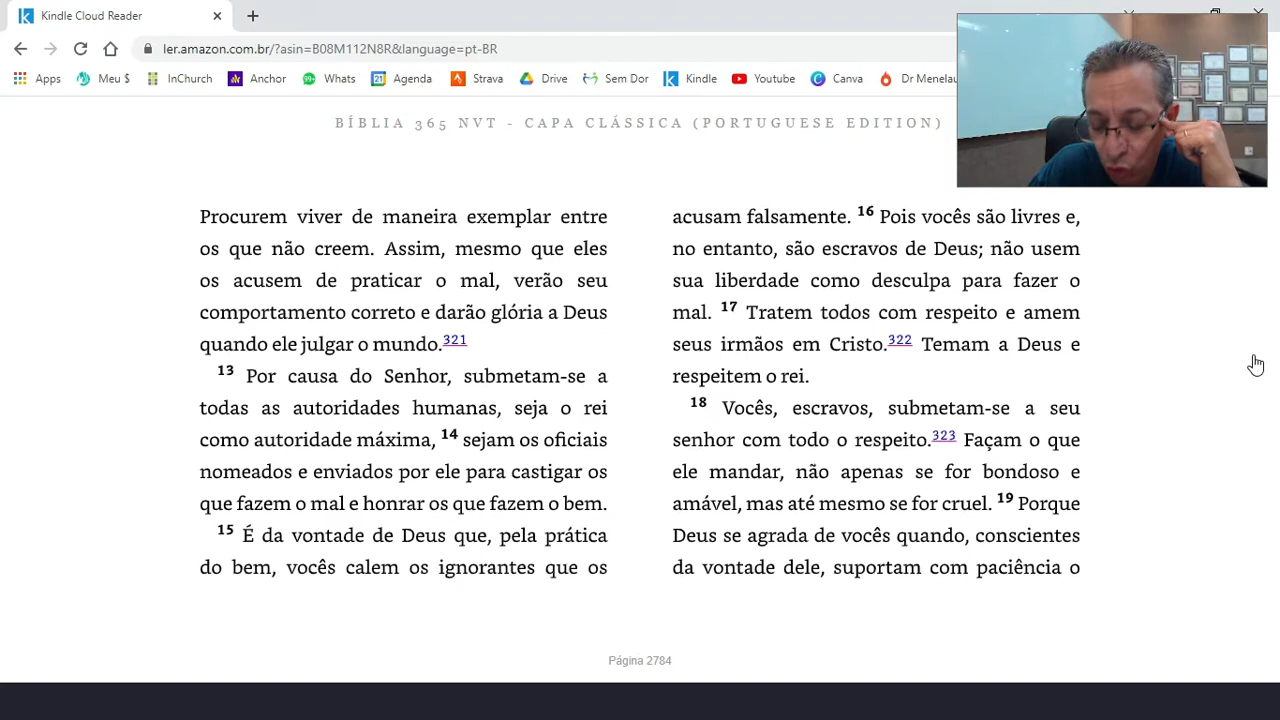 Kindle Cloud Reader
ler.amazon.com.br/?asin=B08M112N8R&language=pt-BR
Apps Meu $ InChurch Anchor Whats Agenda Strava Drive Sem Dor Kindle Youtube Canva Dr Menelau
BÍBLIA 365 NVT - CAPA CLÁSSICA (PORTUGUESE EDITION)
Procurem viver de maneira exemplar entre
os que não creem. Assim, mesmo que eles
os acusem de praticar o mal, verão seu
comportamento correto e darão glória a Deus
quando ele julgar o mundo.321
13 Por causa do Senhor, submetam-se a
todas as autoridades humanas, seja o rei
como autoridade máxima, 14 sejam os oficiais
nomeados e enviados por ele para castigar os
que fazem o mal e honrar os que fazem o bem.
15 É da vontade de Deus que, pela prática
do bem, vocês calem os ignorantes que os
acusam falsamente. 16 Pois vocês são livres e,
no entanto, são escravos de Deus; não usem
sua liberdade como desculpa para fazer o
mal. 17 Tratem todos com respeito e amem
seus irmãos em Cristo.322 Temam a Deus e
respeitem o rei.
18 Vocês, escravos, submetam-se a seu
senhor com todo o respeito.323 Façam o que
ele mandar, não apenas se for bondoso e
amável, mas até mesmo se for cruel. 19 Porque
Deus se agrada de vocês quando, conscientes
da vontade dele, suportam com paciência o
Página 2784